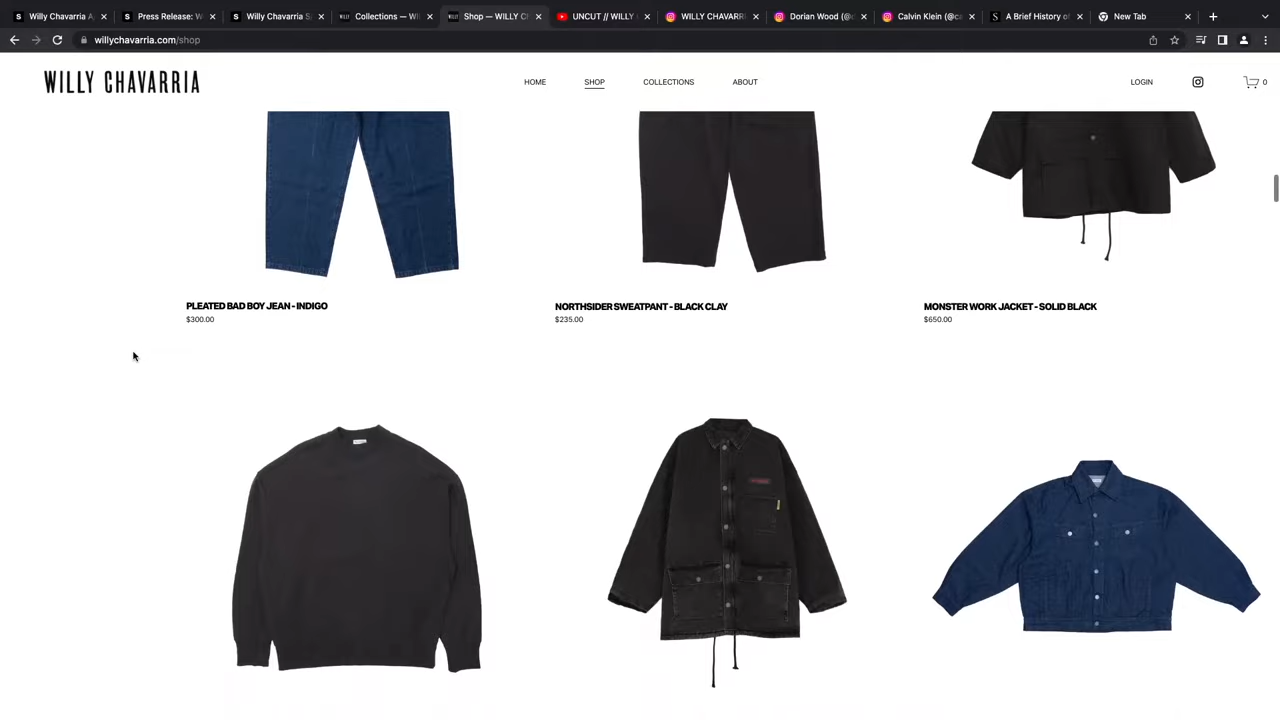 Willy Chavarria A
Press Release: W
Willy Chavarria S
Collections — WI
Shop — WILLY C
UNCUT // WILLY
WILLY CHAVARR
Dorian Wood (@
Calvin Klein (@c
A Brief History of
New Tab
willychavarria.com/shop
WILLY CHAVARRIA
HOME
SHOP
COLLECTIONS
ABOUT
LOGIN
0
PLEATED BAD BOY JEAN - INDIGO
$300.00
NORTHSIDER SWEATPANT - BLACK CLAY
$235.00
MONSTER WORK JACKET - SOLID BLACK
$650.00